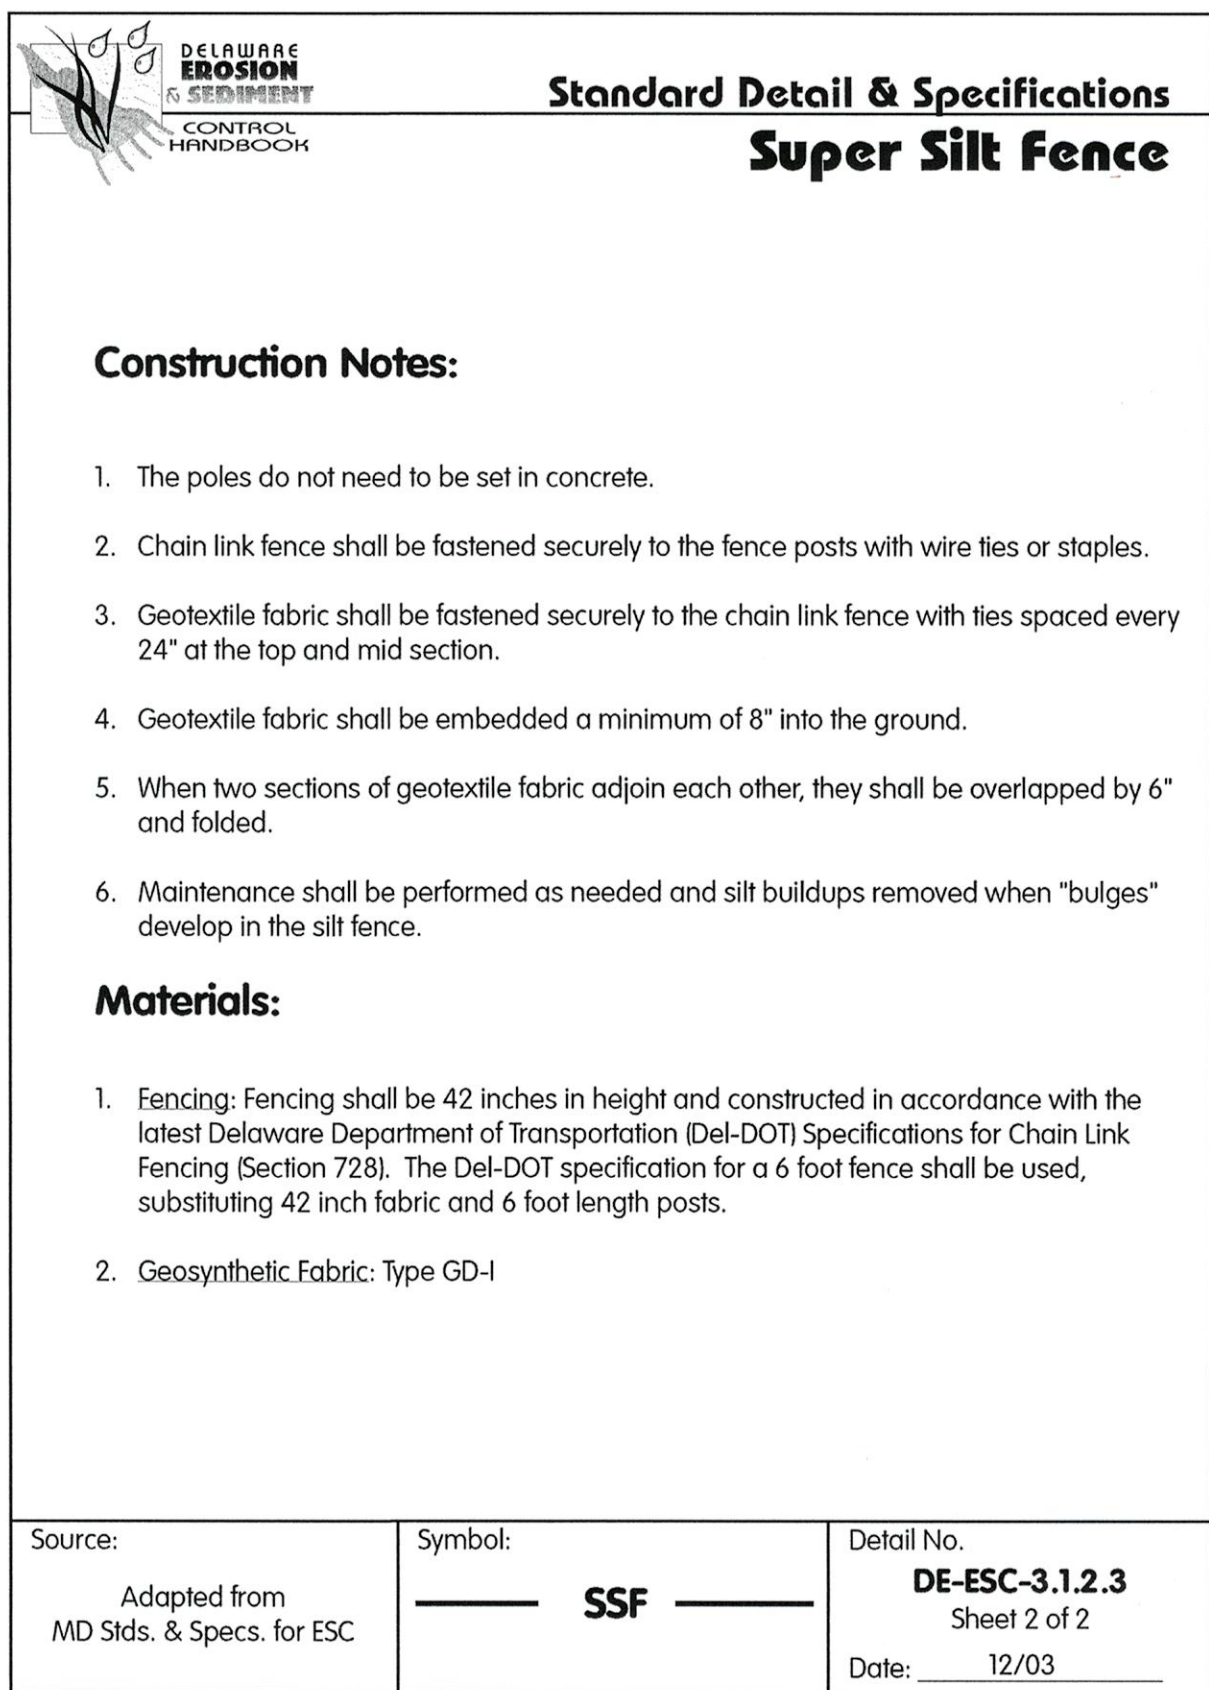 DELAWARE
EROSION
& SEDIMENT
CONTROL
HANDBOOK
Standard Detail & Specifications
Super Silt Fence
Construction Notes:
1. The poles do not need to be set in concrete.
2. Chain link fence shall be fastened securely to the fence posts with wire ties or staples.
3. Geotextile fabric shall be fastened securely to the chain link fence with ties spaced every
24" at the top and mid section.
4. Geotextile fabric shall be embedded a minimum of 8" into the ground.
5. When two sections of geotextile fabric adjoin each other, they shall be overlapped by 6"
and folded.
6. Maintenance shall be performed as needed and silt buildups removed when "bulges"
develop in the silt fence.
Materials:
1. Fencing: Fencing shall be 42 inches in height and constructed in accordance with the
latest Delaware Department of Transportation (Del-DOT) Specifications for Chain Link
Fencing (Section 728). The Del-DOT specification for a 6 foot fence shall be used,
substituting 42 inch fabric and 6 foot length posts.
2. Geosynthetic Fabric: Type GD-I
Source:
Adapted from
MD Stds. & Specs. for ESC
Symbol:
SSF
Detail No.
DE-ESC-3.1.2.3
Sheet 2 of 2
Date: 12/03